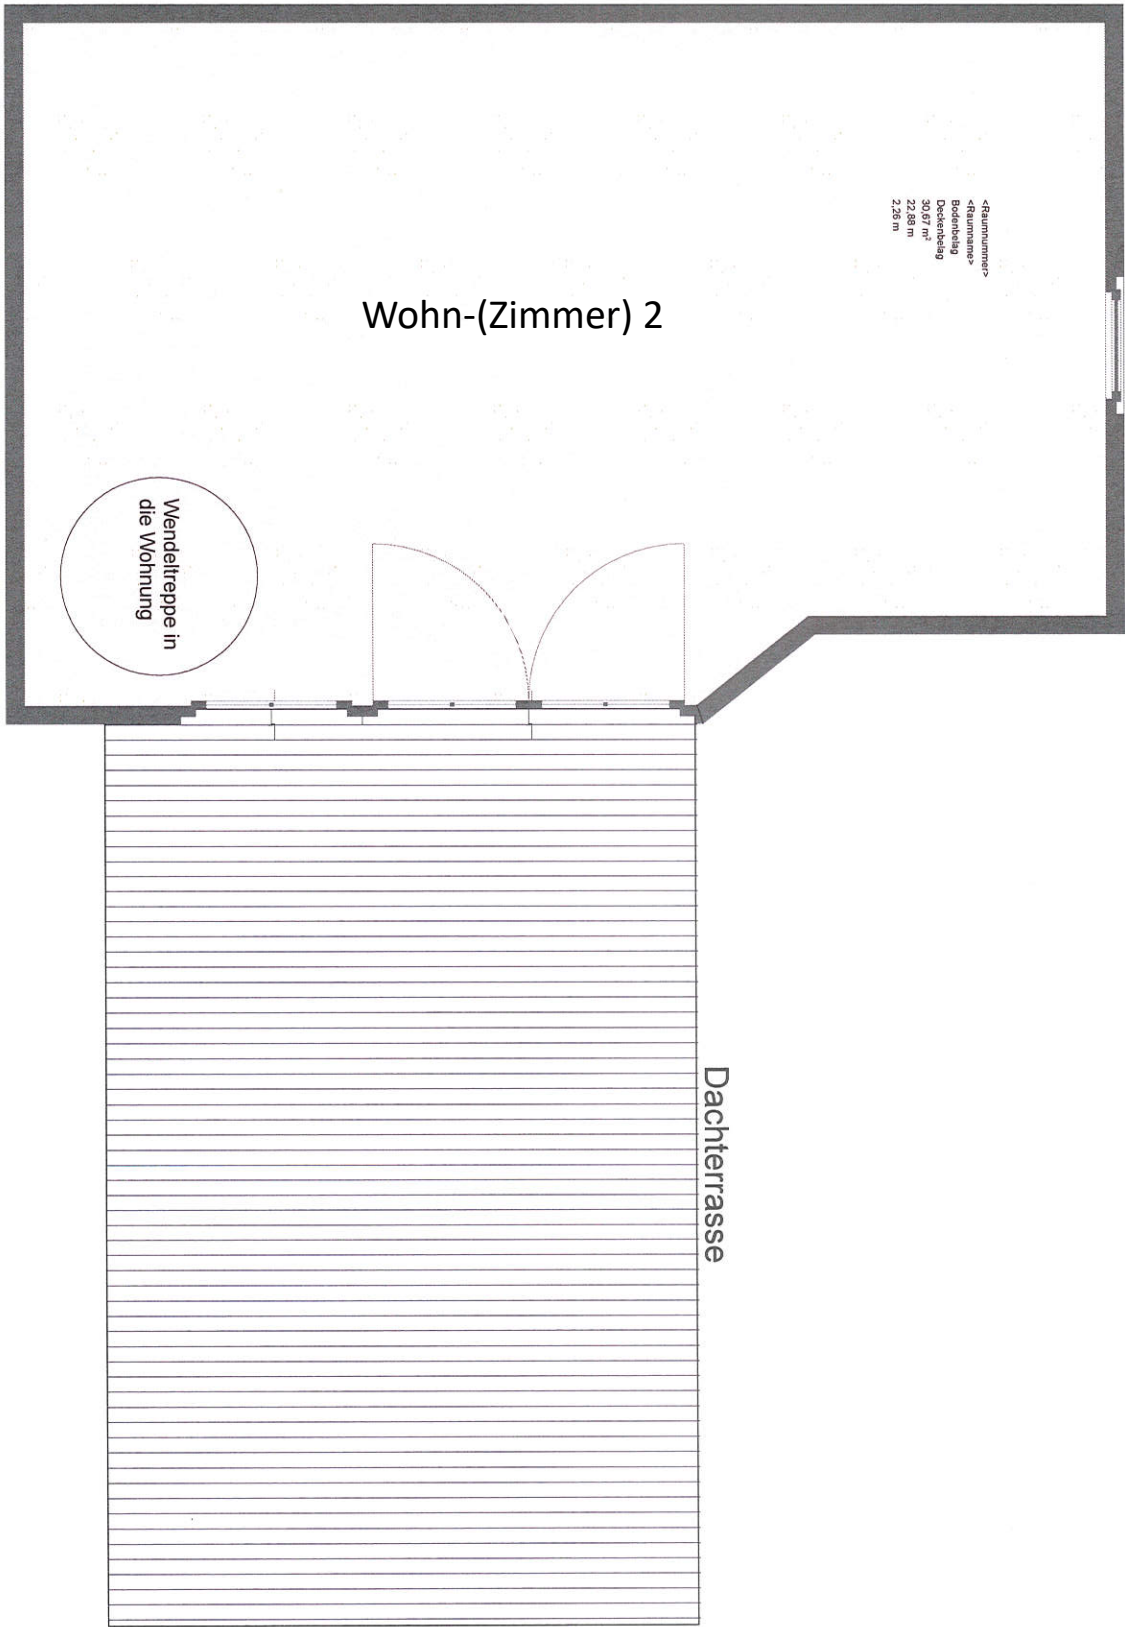 <Raumnummer>
<Raumname>
Bodenbelag
Deckenbelag
30,67 m²
22,88 m
2,26 m
Wohn-(Zimmer) 2
Wendeltreppe in
die Wohnung
Dachterrasse